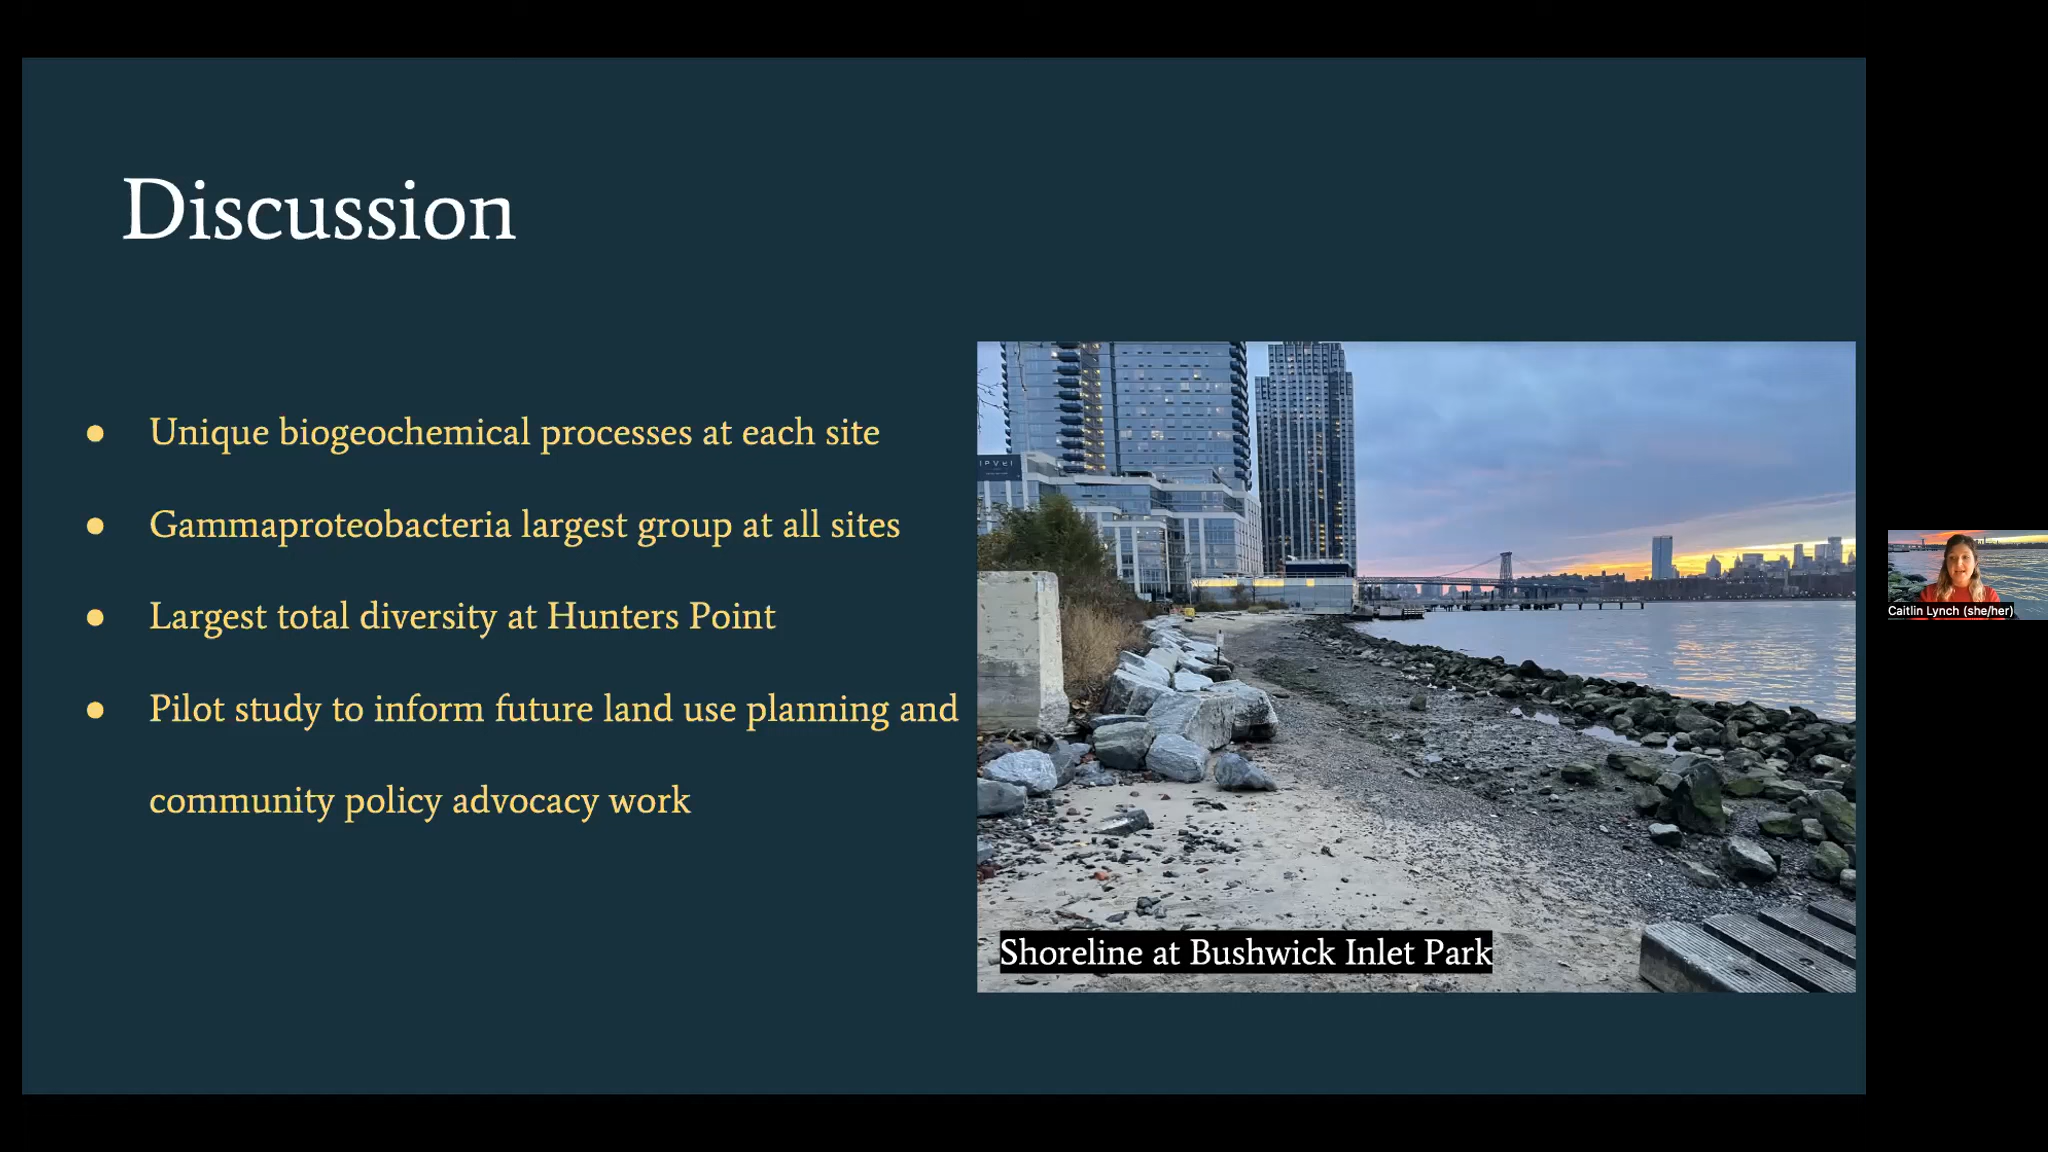 Discussion
● Unique biogeochemical processes at each site
● Gammaproteobacteria largest group at all sites
● Largest total diversity at Hunters Point
● Pilot study to inform future land use planning and
community policy advocacy work
Shoreline at Bushwick Inlet Park
Caitlin Lynch (she/her)